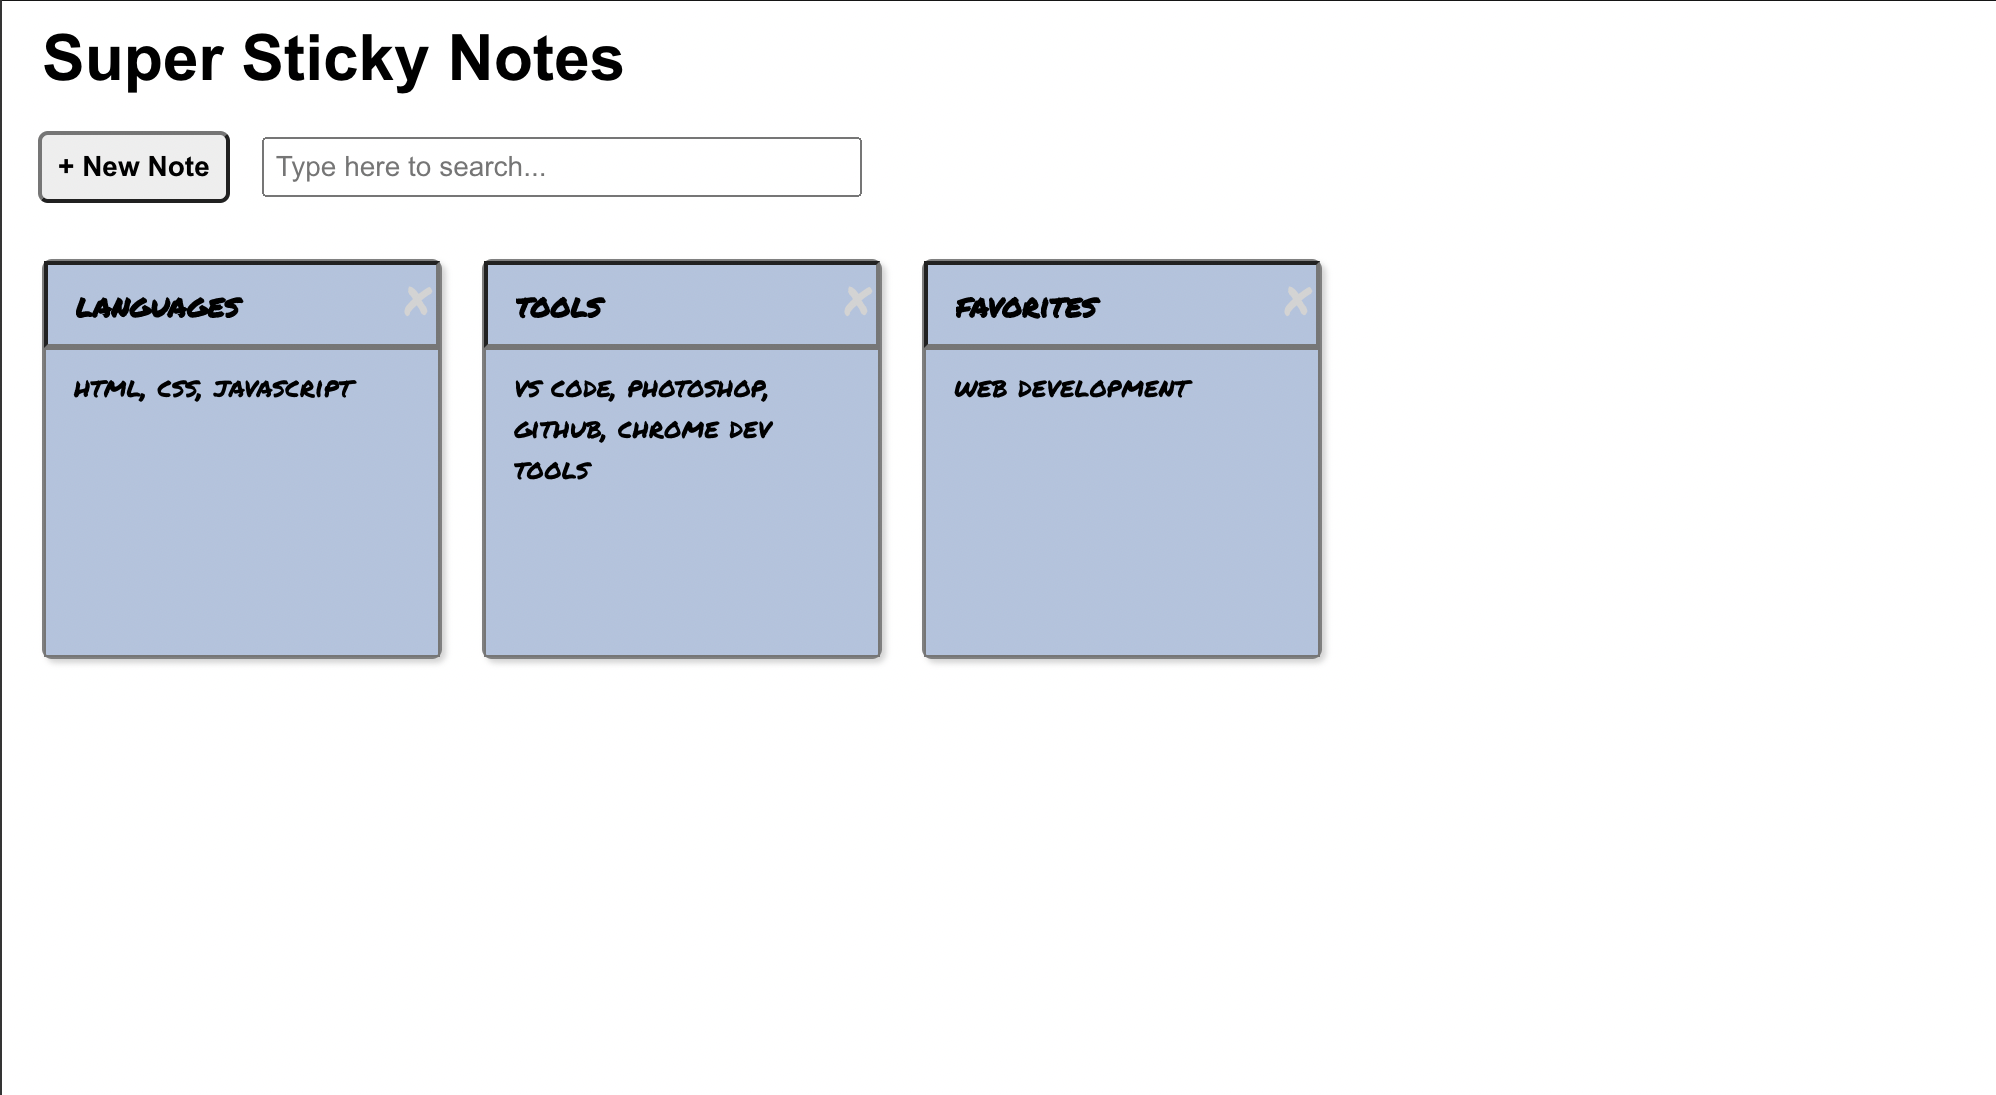 Super Sticky Notes
+ New Note
Type here to search...
LANGUAGES
HTML, CSS, JAVASCRIPT
TOOLS
VS CODE, PHOTOSHOP,
GITHUB, CHROME DEV
TOOLS
FAVORITES
WEB DEVELOPMENT